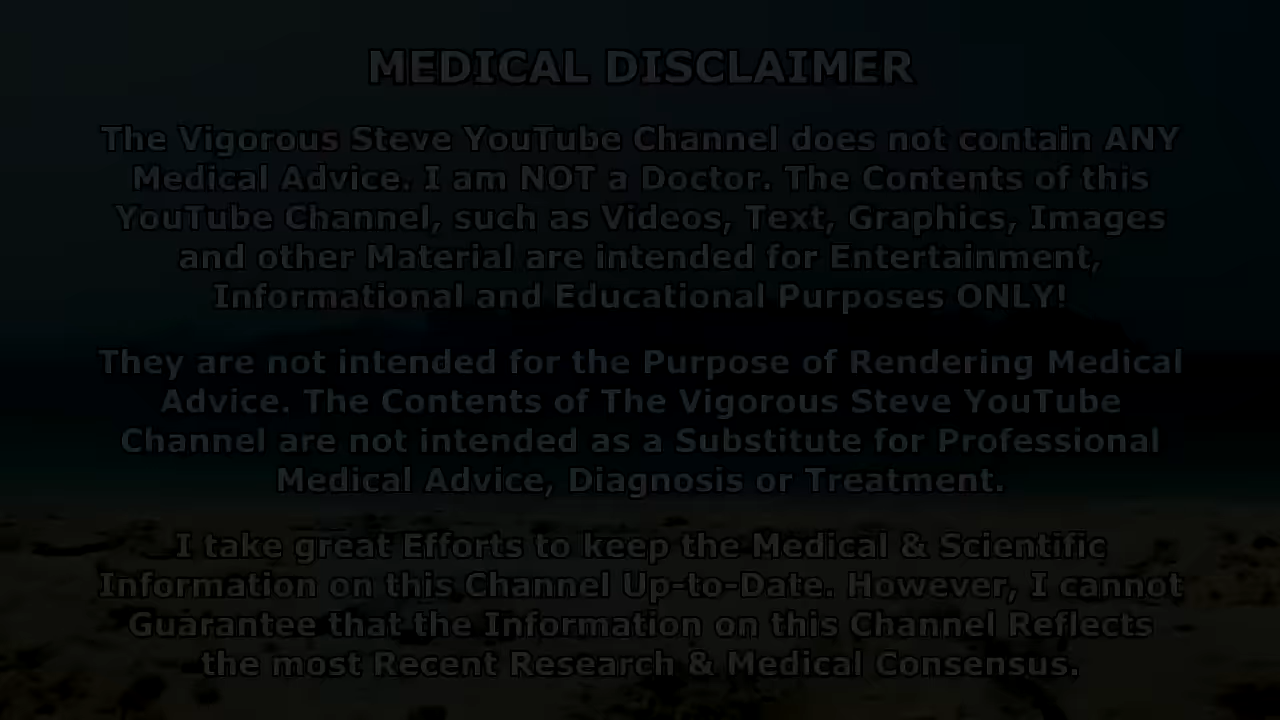 MEDICAL DISCLAIMER
The Vigorous Steve YouTube Channel does not contain ANY
Medical Advice. I am NOT a Doctor. The Contents of this
YouTube Channel, such as Videos, Text, Graphics, Images
and other Material are intended for Entertainment,
Informational and Educational Purposes ONLY!
They are not intended for the Purpose of Rendering Medical
Advice. The Contents of The Vigorous Steve YouTube
Channel are not intended as a Substitute for Professional
Medical Advice, Diagnosis or Treatment.
I take great Efforts to keep the Medical & Scientific
Information on this Channel Up-to-Date. However, I cannot
Guarantee that the Information on this Channel Reflects
the most Recent Research & Medical Consensus.